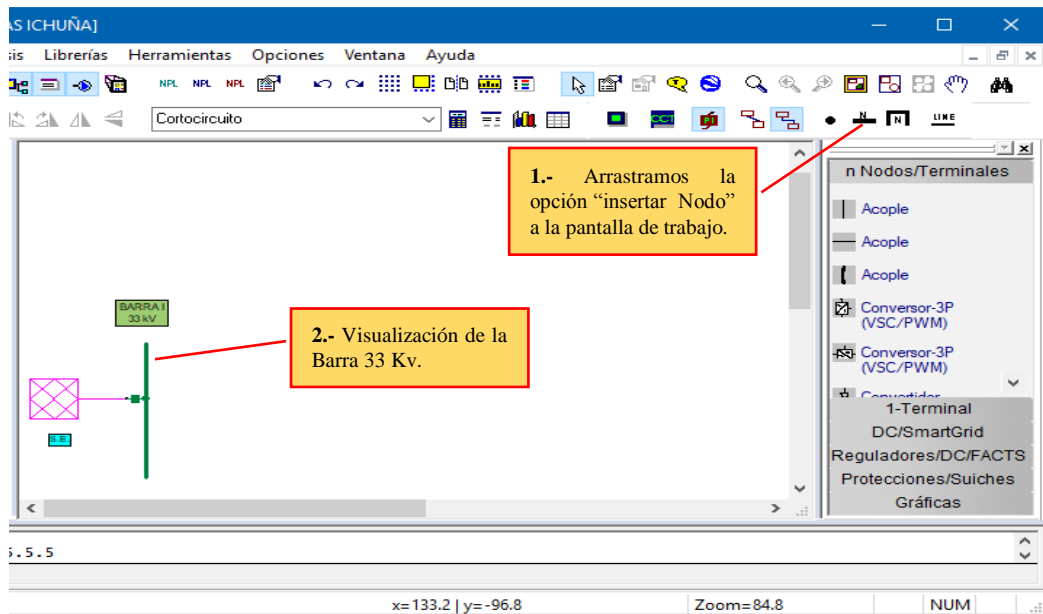 AS ICHUÑA]
sis Librerías Herramientas Opciones Ventana Ayuda
NPL NPL NPL
Cortocircuito
CCT
N
N
LINE
1.- Arrastramos la
opción “insertar Nodo”
a la pantalla de trabajo.
n Nodos/Terminales
Acople
Acople
Acople
Conversor-3P
(VSC/PWM)
Conversor-3P
(VSC/PWM)
Convertidor
1-Terminal
DC/SmartGrid
Reguladores/DC/FACTS
Protecciones/Suiches
Gráficas
BARRA I
33 kV
2.- Visualización de la
Barra 33 Kv.
S.E.
5.5.5
x=133.2 | y=-96.8
Zoom=84.8
NUM